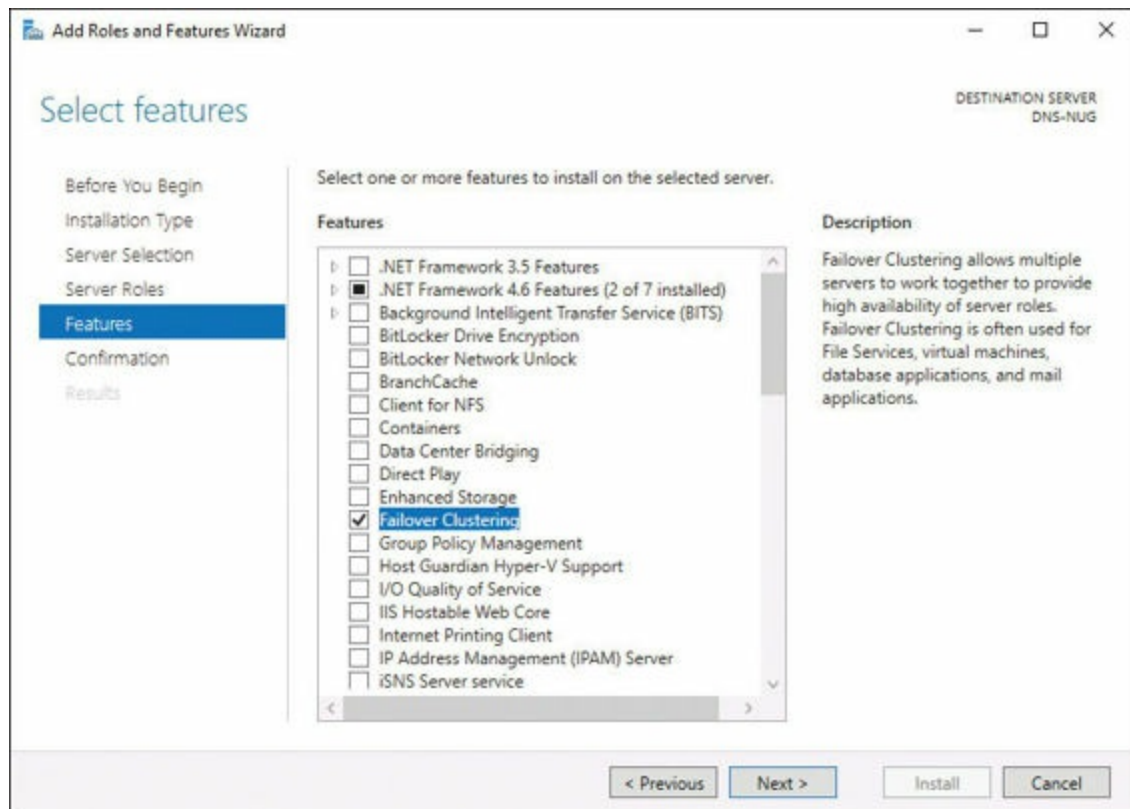 Add Roles and Features Wizard
Select features
DESTINATION SERVER
DNS-NUG
Before You Begin
Installation Type
Server Selection
Server Roles
Features
Confirmation
Results
Select one or more features to install on the selected server.
Features
.NET Framework 3.5 Features
.NET Framework 4.6 Features (2 of 7 installed)
Background Intelligent Transfer Service (BITS)
BitLocker Drive Encryption
BitLocker Network Unlock
BranchCache
Client for NFS
Containers
Data Center Bridging
Direct Play
Enhanced Storage
Failover Clustering
Group Policy Management
Host Guardian Hyper-V Support
I/O Quality of Service
IIS Hostable Web Core
Internet Printing Client
IP Address Management (IPAM) Server
iSNS Server service
Description
Failover Clustering allows multiple
servers to work together to provide
high availability of server roles.
Failover Clustering is often used for
File Services, virtual machines,
database applications, and mail
applications.
< Previous
Next >
Install
Cancel